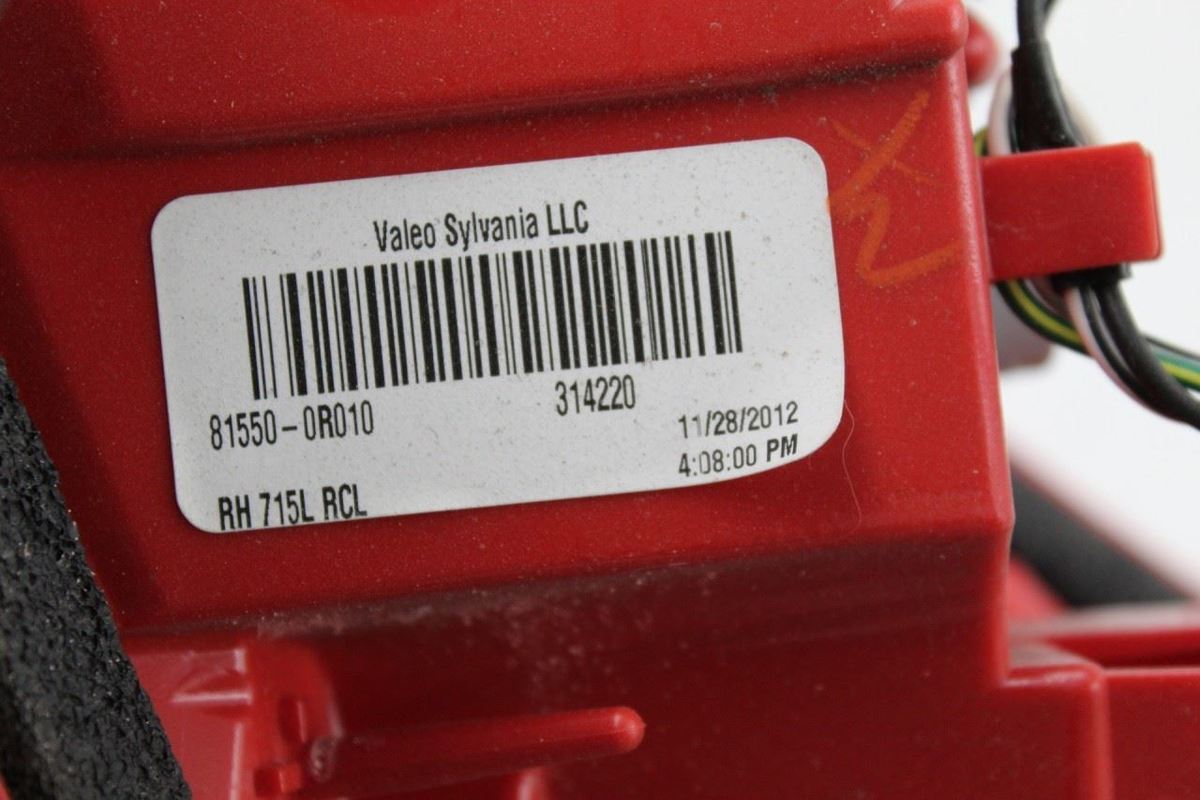 Valeo Sylvania LLC
81550-0R010 314220
11/28/2012
4:08:00 PM
RH 715L RCL